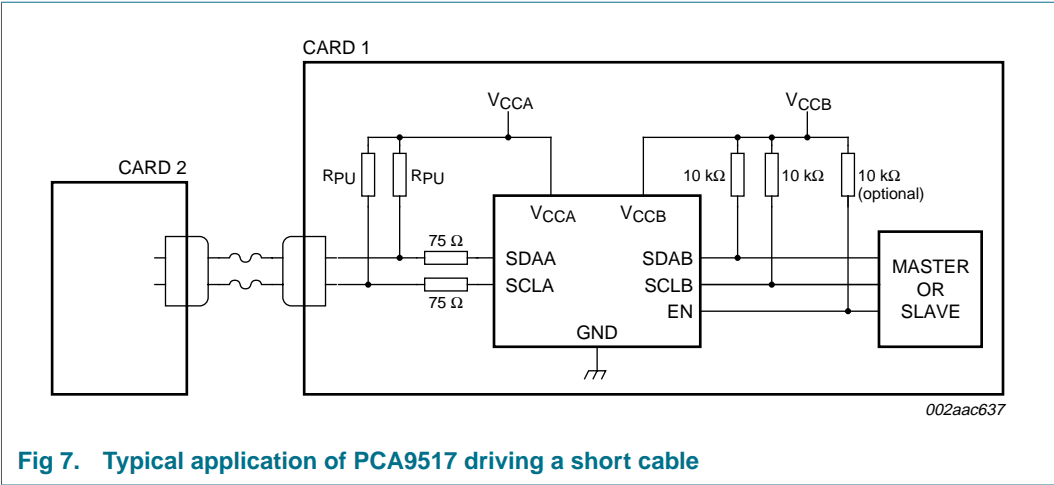 CARD 1
VCCA
VCCB
CARD 2
RPU
RPU
10 kΩ
10 kΩ
10 kΩ
(optional)
VCCA
VCCB
75 Ω
SDAA
SDAB
MASTER
OR
SLAVE
SCLA
SCLB
75 Ω
EN
GND
002aac637
Fig 7. Typical application of PCA9517 driving a short cable